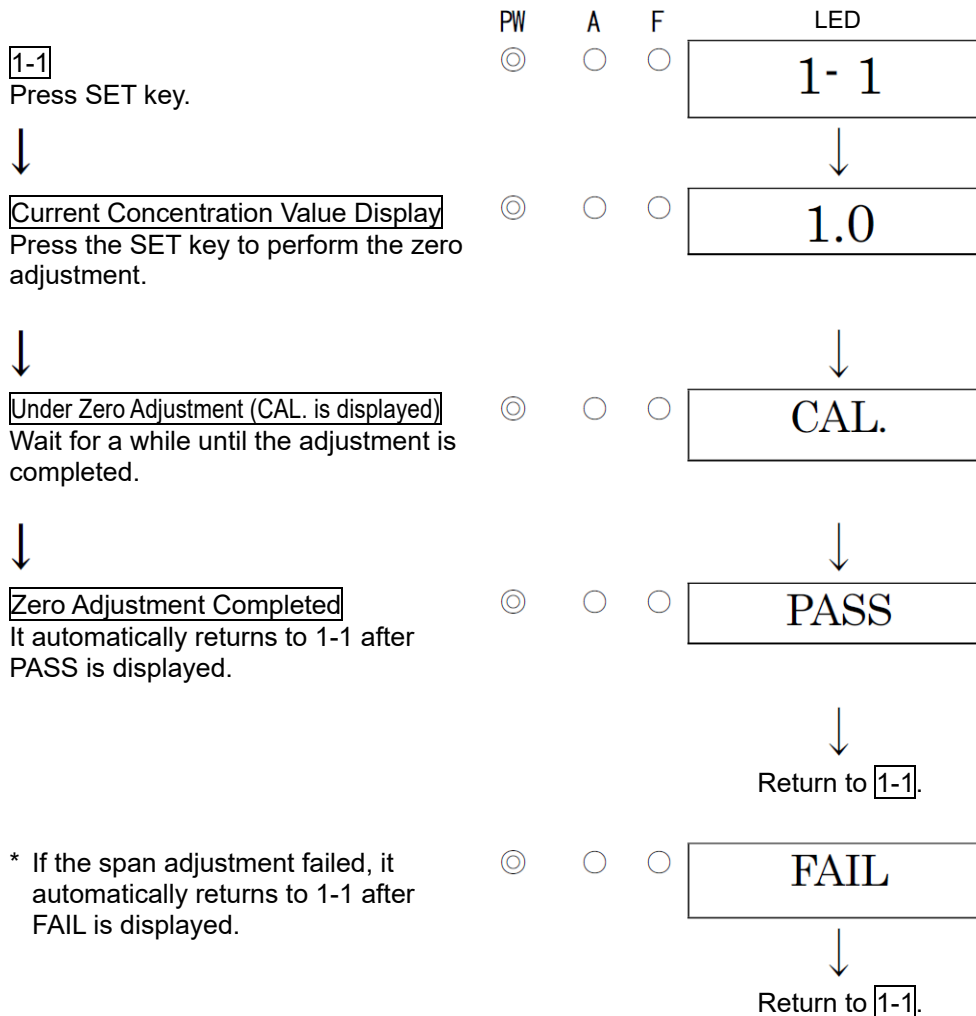 PW A F LED
1-1
Press SET key.
1- 1
Current Concentration Value Display
Press the SET key to perform the zero
adjustment.
1.0
Under Zero Adjustment (CAL. is displayed)
Wait for a while until the adjustment is
completed.
CAL.
Zero Adjustment Completed
It automatically returns to 1-1 after
PASS is displayed.
PASS
Return to 1-1.
* If the span adjustment failed, it
automatically returns to 1-1 after
FAIL is displayed.
FAIL
Return to 1-1.